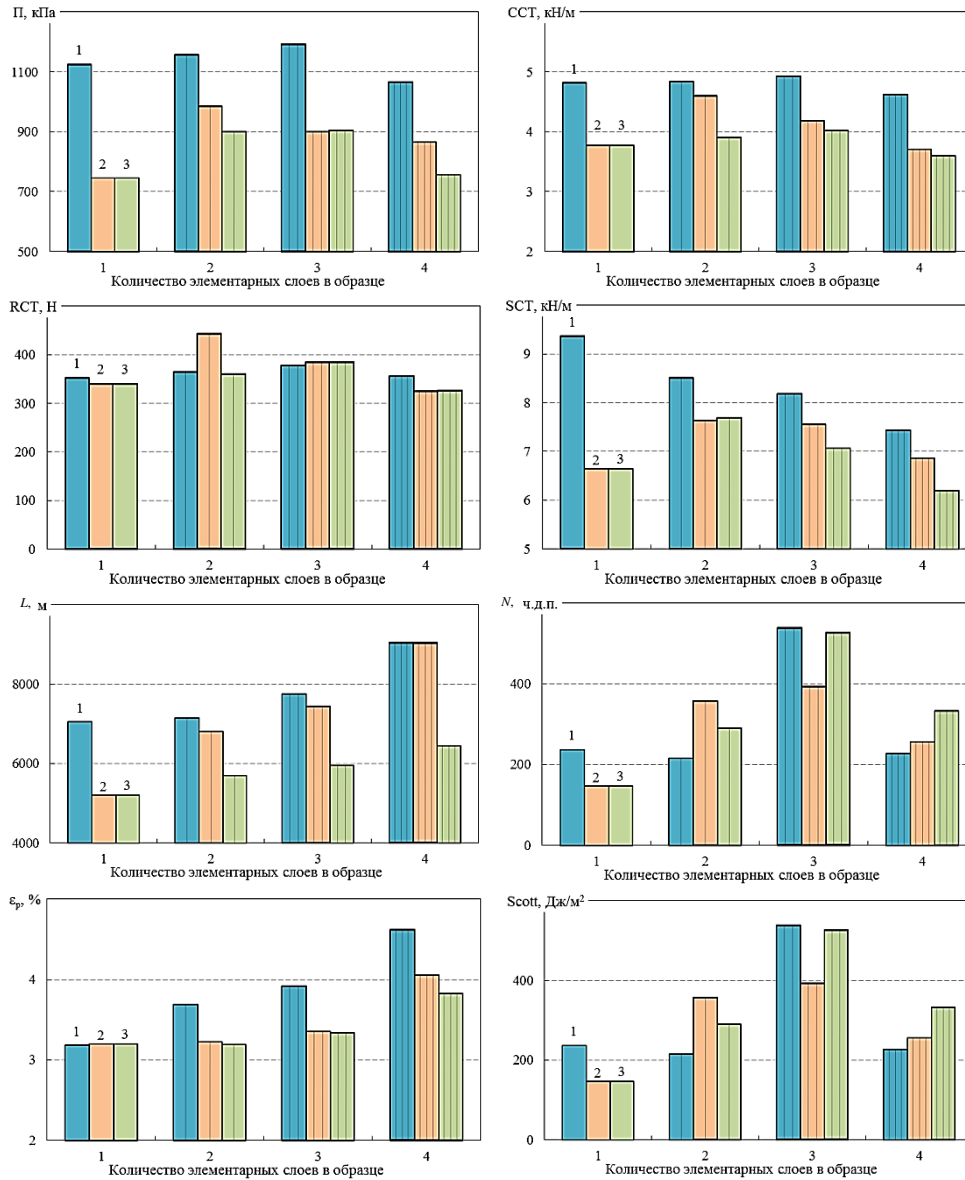 П, кПа
1100
900
700
500
1
2 3
1 2 3 4
Количество элементарных слоев в образце
ССТ, кН/м
5
4
3
2
1
2 3
1 2 3 4
Количество элементарных слоев в образце
RCT, Н
400
300
200
100
0
1 2 3
1 2 3 4
Количество элементарных слоев в образце
SCT, кН/м
9
8
7
6
5
1
2 3
1 2 3 4
Количество элементарных слоев в образце
L, м
8000
6000
4000
1
2 3
1 2 3 4
Количество элементарных слоев в образце
N, ч.д.п.
400
200
0
1
2 3
1 2 3 4
Количество элементарных слоев в образце
εр, %
4
3
2
1 2 3
1 2 3 4
Количество элементарных слоев в образце
Scott, Дж/м²
400
200
0
1
2 3
1 2 3 4
Количество элементарных слоев в образце